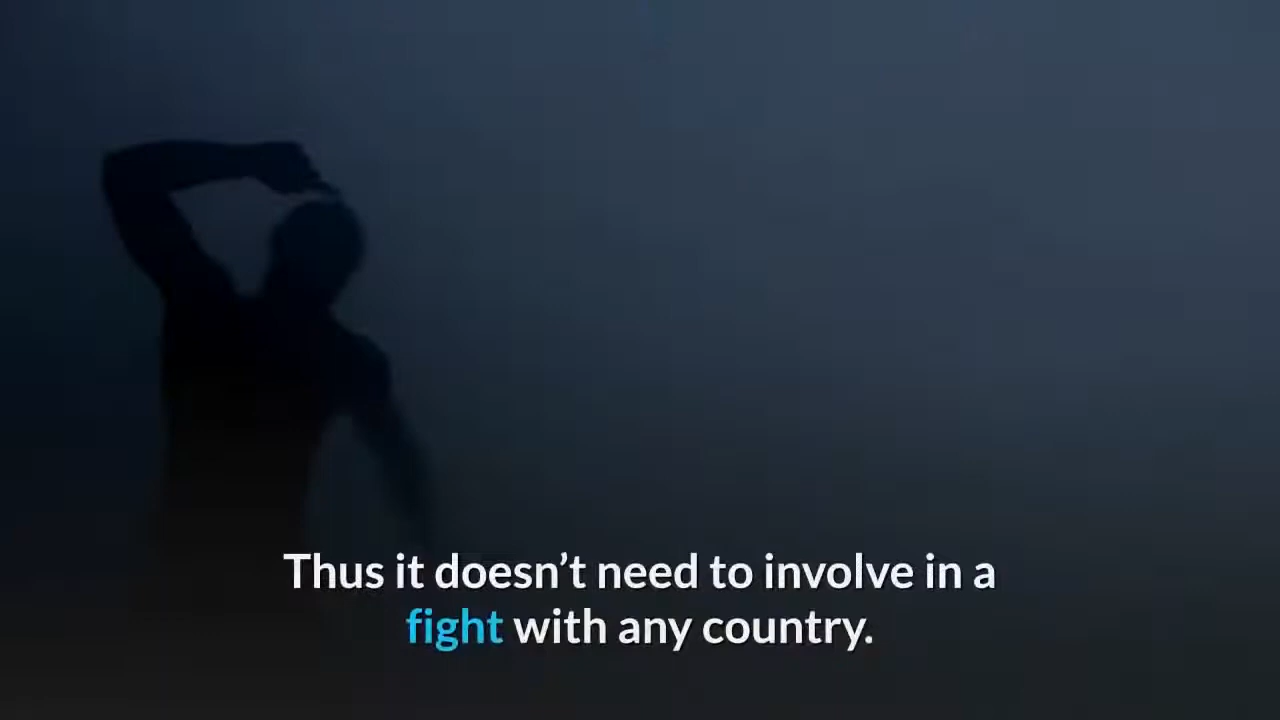 Thus it doesn’t need to involve in a
fight with any country.